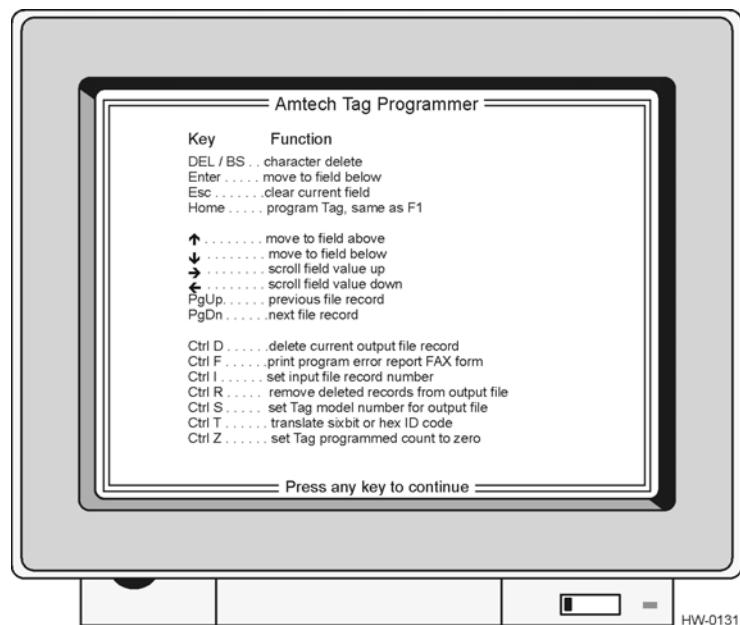 Amtech Tag Programmer
Key Function
DEL / BS . . character delete
Enter . . . . . move to field below
Esc . . . . . . .clear current field
Home . . . . . program Tag, same as F1
↑ . . . . . . . . move to field above
↓ . . . . . . . . move to field below
→ . . . . . . . . scroll field value up
← . . . . . . . . scroll field value down
PgUp. . . . . . previous file record
PgDn . . . . . .next file record
Ctrl D . . . . . .delete current output file record
Ctrl F . . . . . .print program error report FAX form
Ctrl I . . . . . . set input file record number
Ctrl R . . . . . remove deleted records from output file
Ctrl S . . . . . set Tag model number for output file
Ctrl T . . . . . . translate sixbit or hex ID code
Ctrl Z . . . . . . set Tag programmed count to zero
Press any key to continue
HW-0131